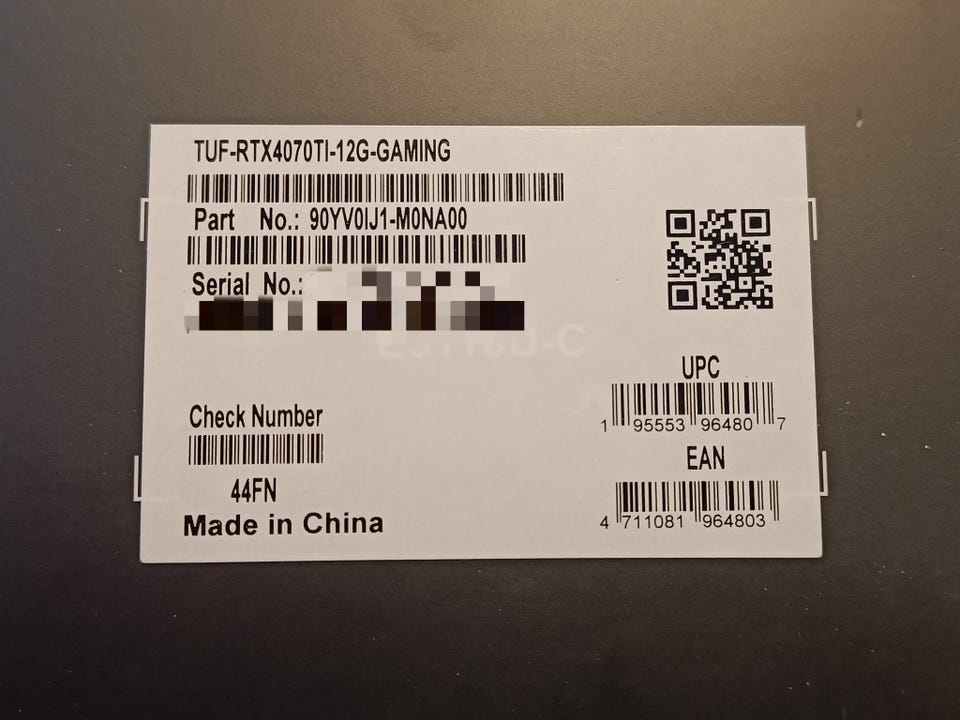 TUF-RTX4070TI-12G-GAMING
Part No.: 90YV0IJ1-M0NA00
Serial No.:
UPC
1 95553 96480 7
Check Number
EAN
44FN
4 711081 964803
Made in China